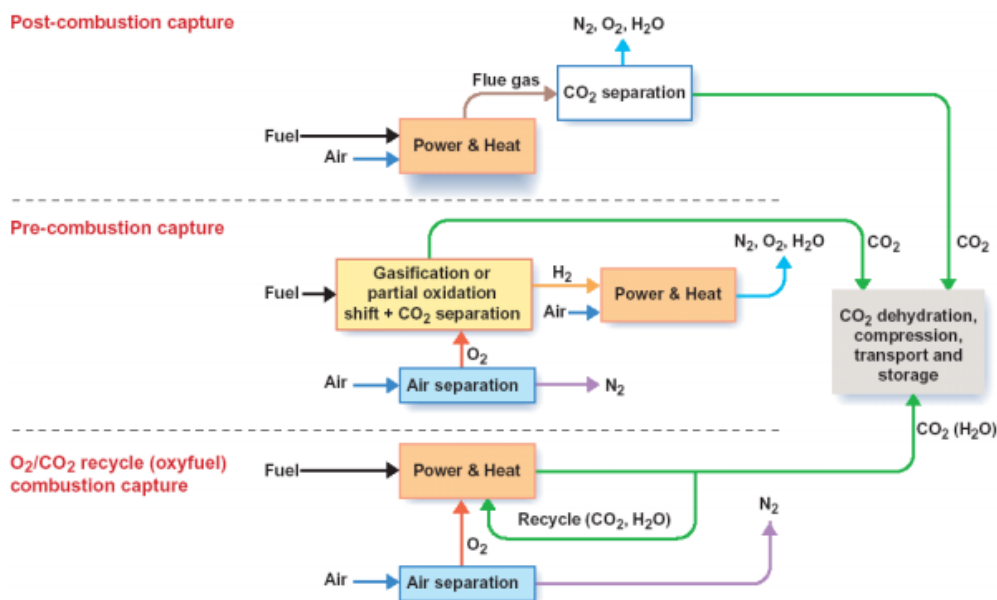 Post-combustion capture
N₂, O₂, H₂O
Flue gas
CO₂ separation
Fuel
Air
Power & Heat
CO₂
CO₂
Pre-combustion capture
N₂, O₂, H₂O
Gasification or
partial oxidation
shift + CO₂ separation
H₂
Fuel
Air
Power & Heat
O₂
Air
Air separation
N₂
CO₂ dehydration,
compression,
transport and
storage
CO₂ (H₂O)
O₂/CO₂ recycle (oxyfuel)
combustion capture
Fuel
Power & Heat
Recycle (CO₂, H₂O)
N₂
O₂
Air
Air separation